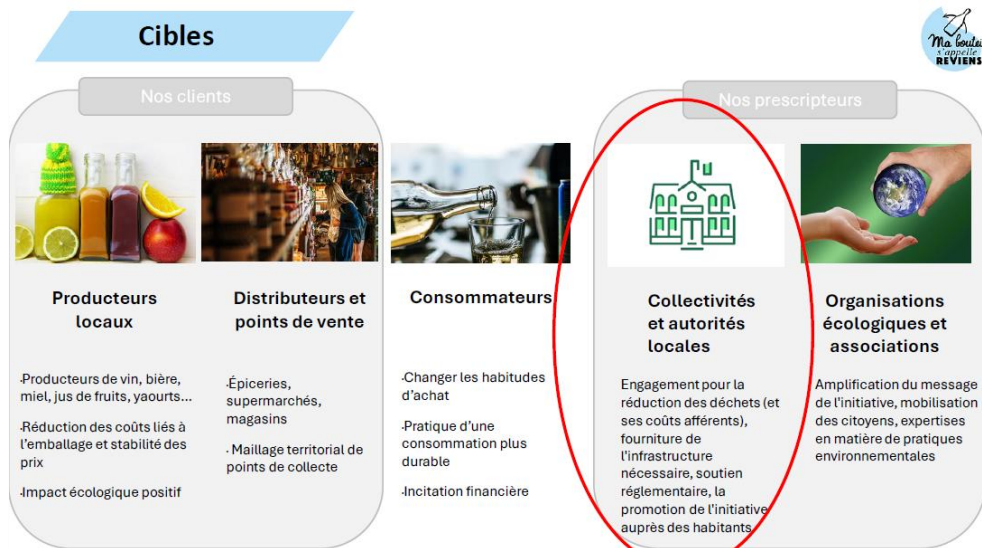 Cibles
Ma bouteille
s'appelle
REVIENS
Nos clients
Nos prescripteurs
Producteurs
locaux
·Producteurs de vin, bière,
miel, jus de fruits, yaourts...
·Réduction des coûts liés à
l'emballage et stabilité des
prix
·Impact écologique positif
Distributeurs et
points de vente
·Épiceries,
supermarchés,
magasins
· Maillage territorial de
points de collecte
Consommateurs
·Changer les habitudes
d'achat
·Pratique d'une
consommation plus
durable
·Incitation financière
Collectivités
et autorités
locales
Engagement pour la
réduction des déchets (et
ses coûts afférents),
fourniture de
l'infrastructure
nécessaire, soutien
réglementaire, la
promotion de l'initiative
auprès des habitants
Organisations
écologiques et
associations
Amplification du message
de l'initiative, mobilisation
des citoyens, expertises
en matière de pratiques
environnementales